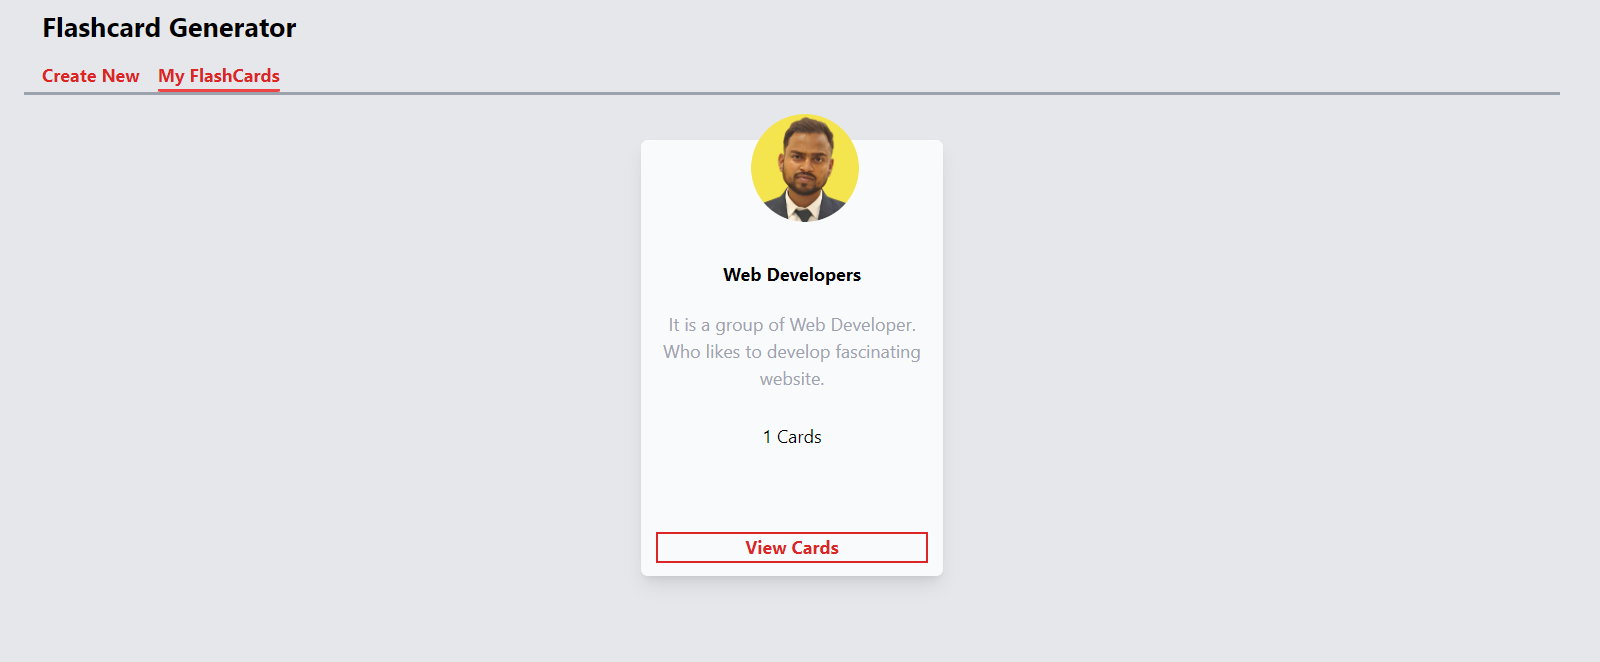 Flashcard Generator
Create New My FlashCards
Web Developers
It is a group of Web Developer.
Who likes to develop fascinating
website.
1 Cards
View Cards